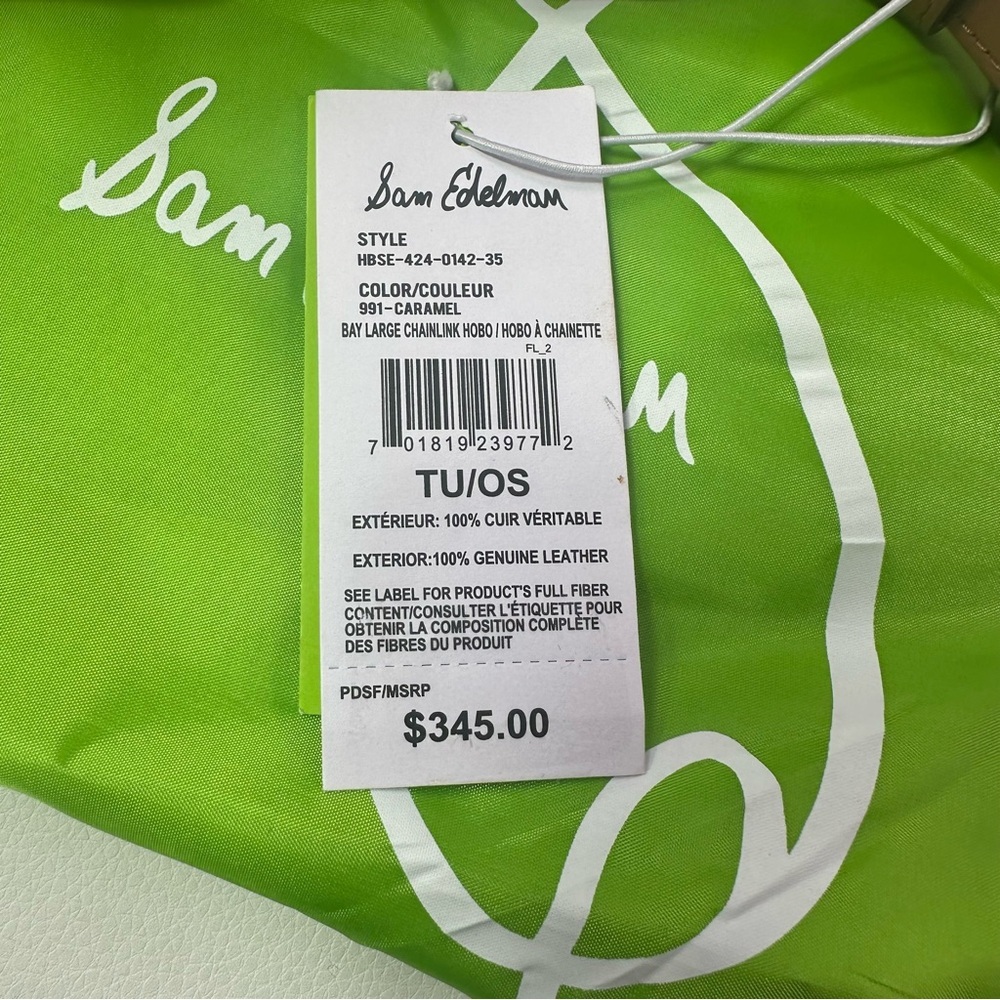 Sam
Sam Edelman
STYLE
HBSE-424-0142-35
COLOR/COULEUR
991-CARAMEL
BAY LARGE CHAINLINK HOBO / HOBO À CHAINETTE
FL_2
7 01819 23977 2
TU/OS
EXTÉRIEUR: 100% CUIR VÉRITABLE
EXTERIOR:100% GENUINE LEATHER
SEE LABEL FOR PRODUCT'S FULL FIBER
CONTENT/CONSULTER L'ÉTIQUETTE POUR
OBTENIR LA COMPOSITION COMPLÈTE
DES FIBRES DU PRODUIT
PDSF/MSRP
$345.00